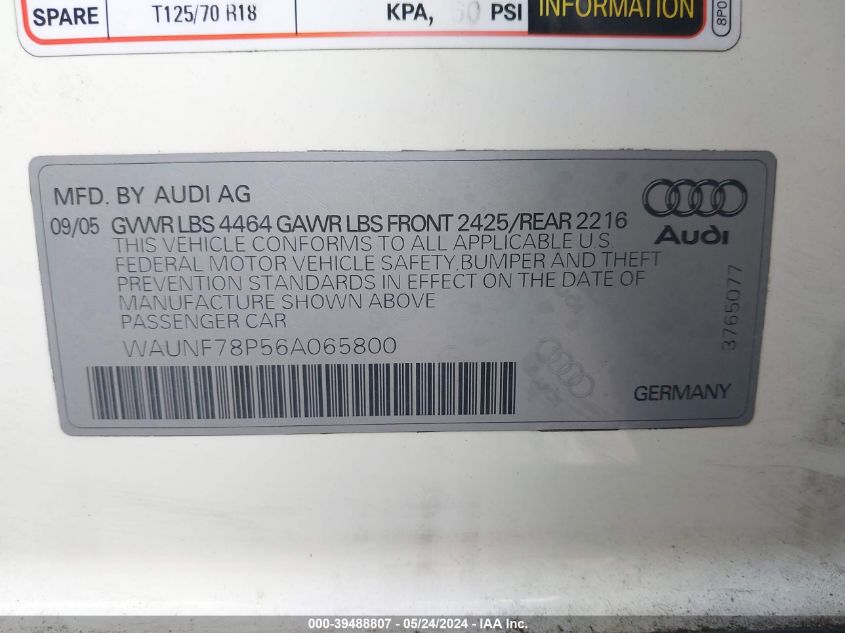 SPARE T125/70 R18 KPA, 60 PSI INFORMATION
8P0
MFD. BY AUDI AG
09/05 GVWR LBS 4464 GAWR LBS FRONT 2425/REAR 2216
THIS VEHICLE CONFORMS TO ALL APPLICABLE U.S.
FEDERAL MOTOR VEHICLE SAFETY,BUMPER AND THEFT
PREVENTION STANDARDS IN EFFECT ON THE DATE OF
MANUFACTURE SHOWN ABOVE
PASSENGER CAR
WAUNF78P56A065800
Audi
3765077
GERMANY
000-39488807 - 05/24/2024 - IAA Inc.